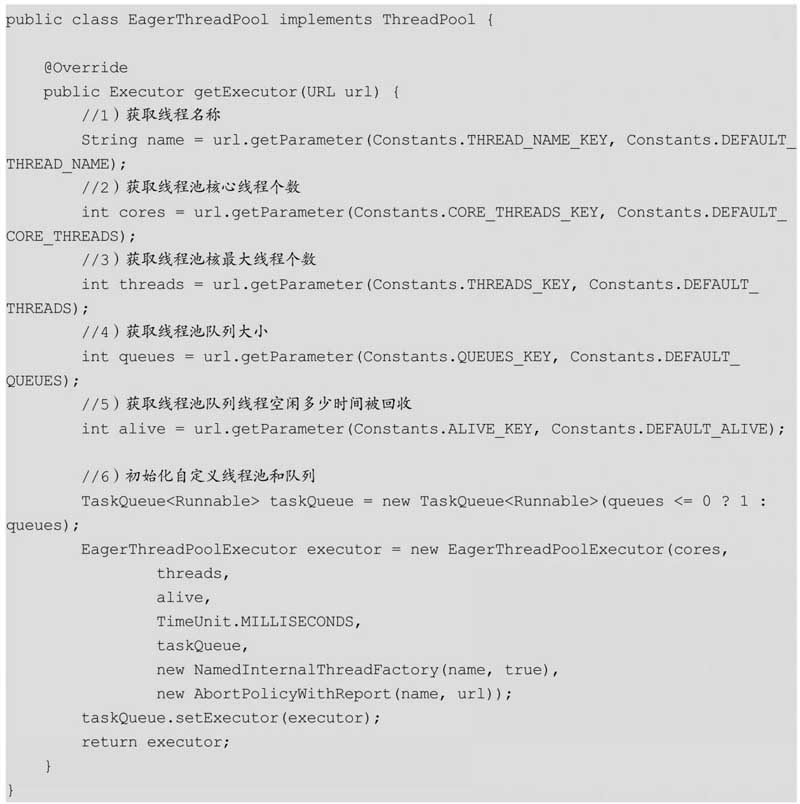 public class EagerThreadPool implements ThreadPool {

    @Override
    public Executor getExecutor(URL url) {
        //1）获取线程名称
        String name = url.getParameter(Constants.THREAD_NAME_KEY, Constants.DEFAULT_
THREAD_NAME);
        //2）获取线程池核心线程个数
        int cores = url.getParameter(Constants.CORE_THREADS_KEY, Constants.DEFAULT_
CORE_THREADS);
        //3）获取线程池核最大线程个数
        int threads = url.getParameter(Constants.THREADS_KEY, Constants.DEFAULT_
THREADS);
        //4）获取线程池队列大小
        int queues = url.getParameter(Constants.QUEUES_KEY, Constants.DEFAULT_
QUEUES);
        //5）获取线程池队列线程空闲多少时间被回收
        int alive = url.getParameter(Constants.ALIVE_KEY, Constants.DEFAULT_ALIVE);

        //6）初始化自定义线程池和队列
        TaskQueue<Runnable> taskQueue = new TaskQueue<Runnable>(queues <= 0 ? 1 :
queues);
        EagerThreadPoolExecutor executor = new EagerThreadPoolExecutor(cores,
                threads,
                alive,
                TimeUnit.MILLISECONDS,
                taskQueue,
                new NamedInternalThreadFactory(name, true),
                new AbortPolicyWithReport(name, url));
        taskQueue.setExecutor(executor);
        return executor;
    }
}